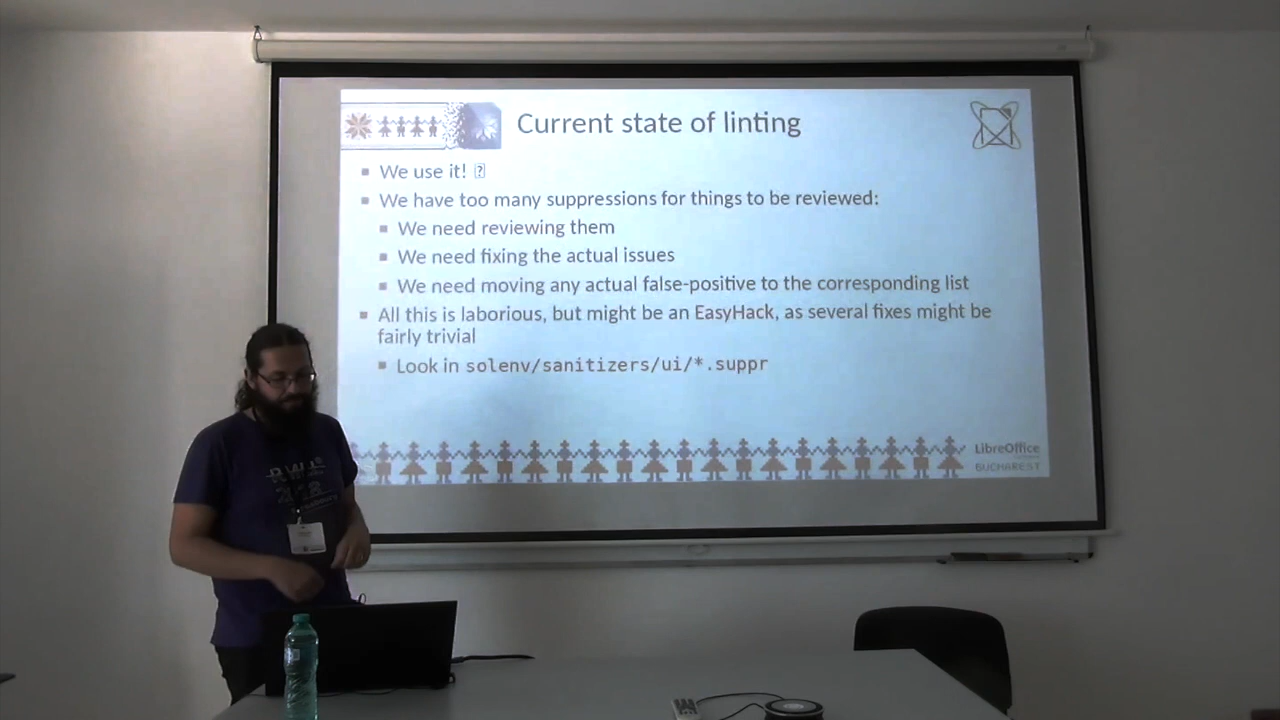 Current state of linting
We use it!
We have too many suppressions for things to be reviewed:
We need reviewing them
We need fixing the actual issues
We need moving any actual false-positive to the corresponding list
All this is laborious, but might be an EasyHack, as several fixes might be
fairly trivial
Look in solenv/sanitizers/ui/*.suppr
LibreOffice
BUCHAREST